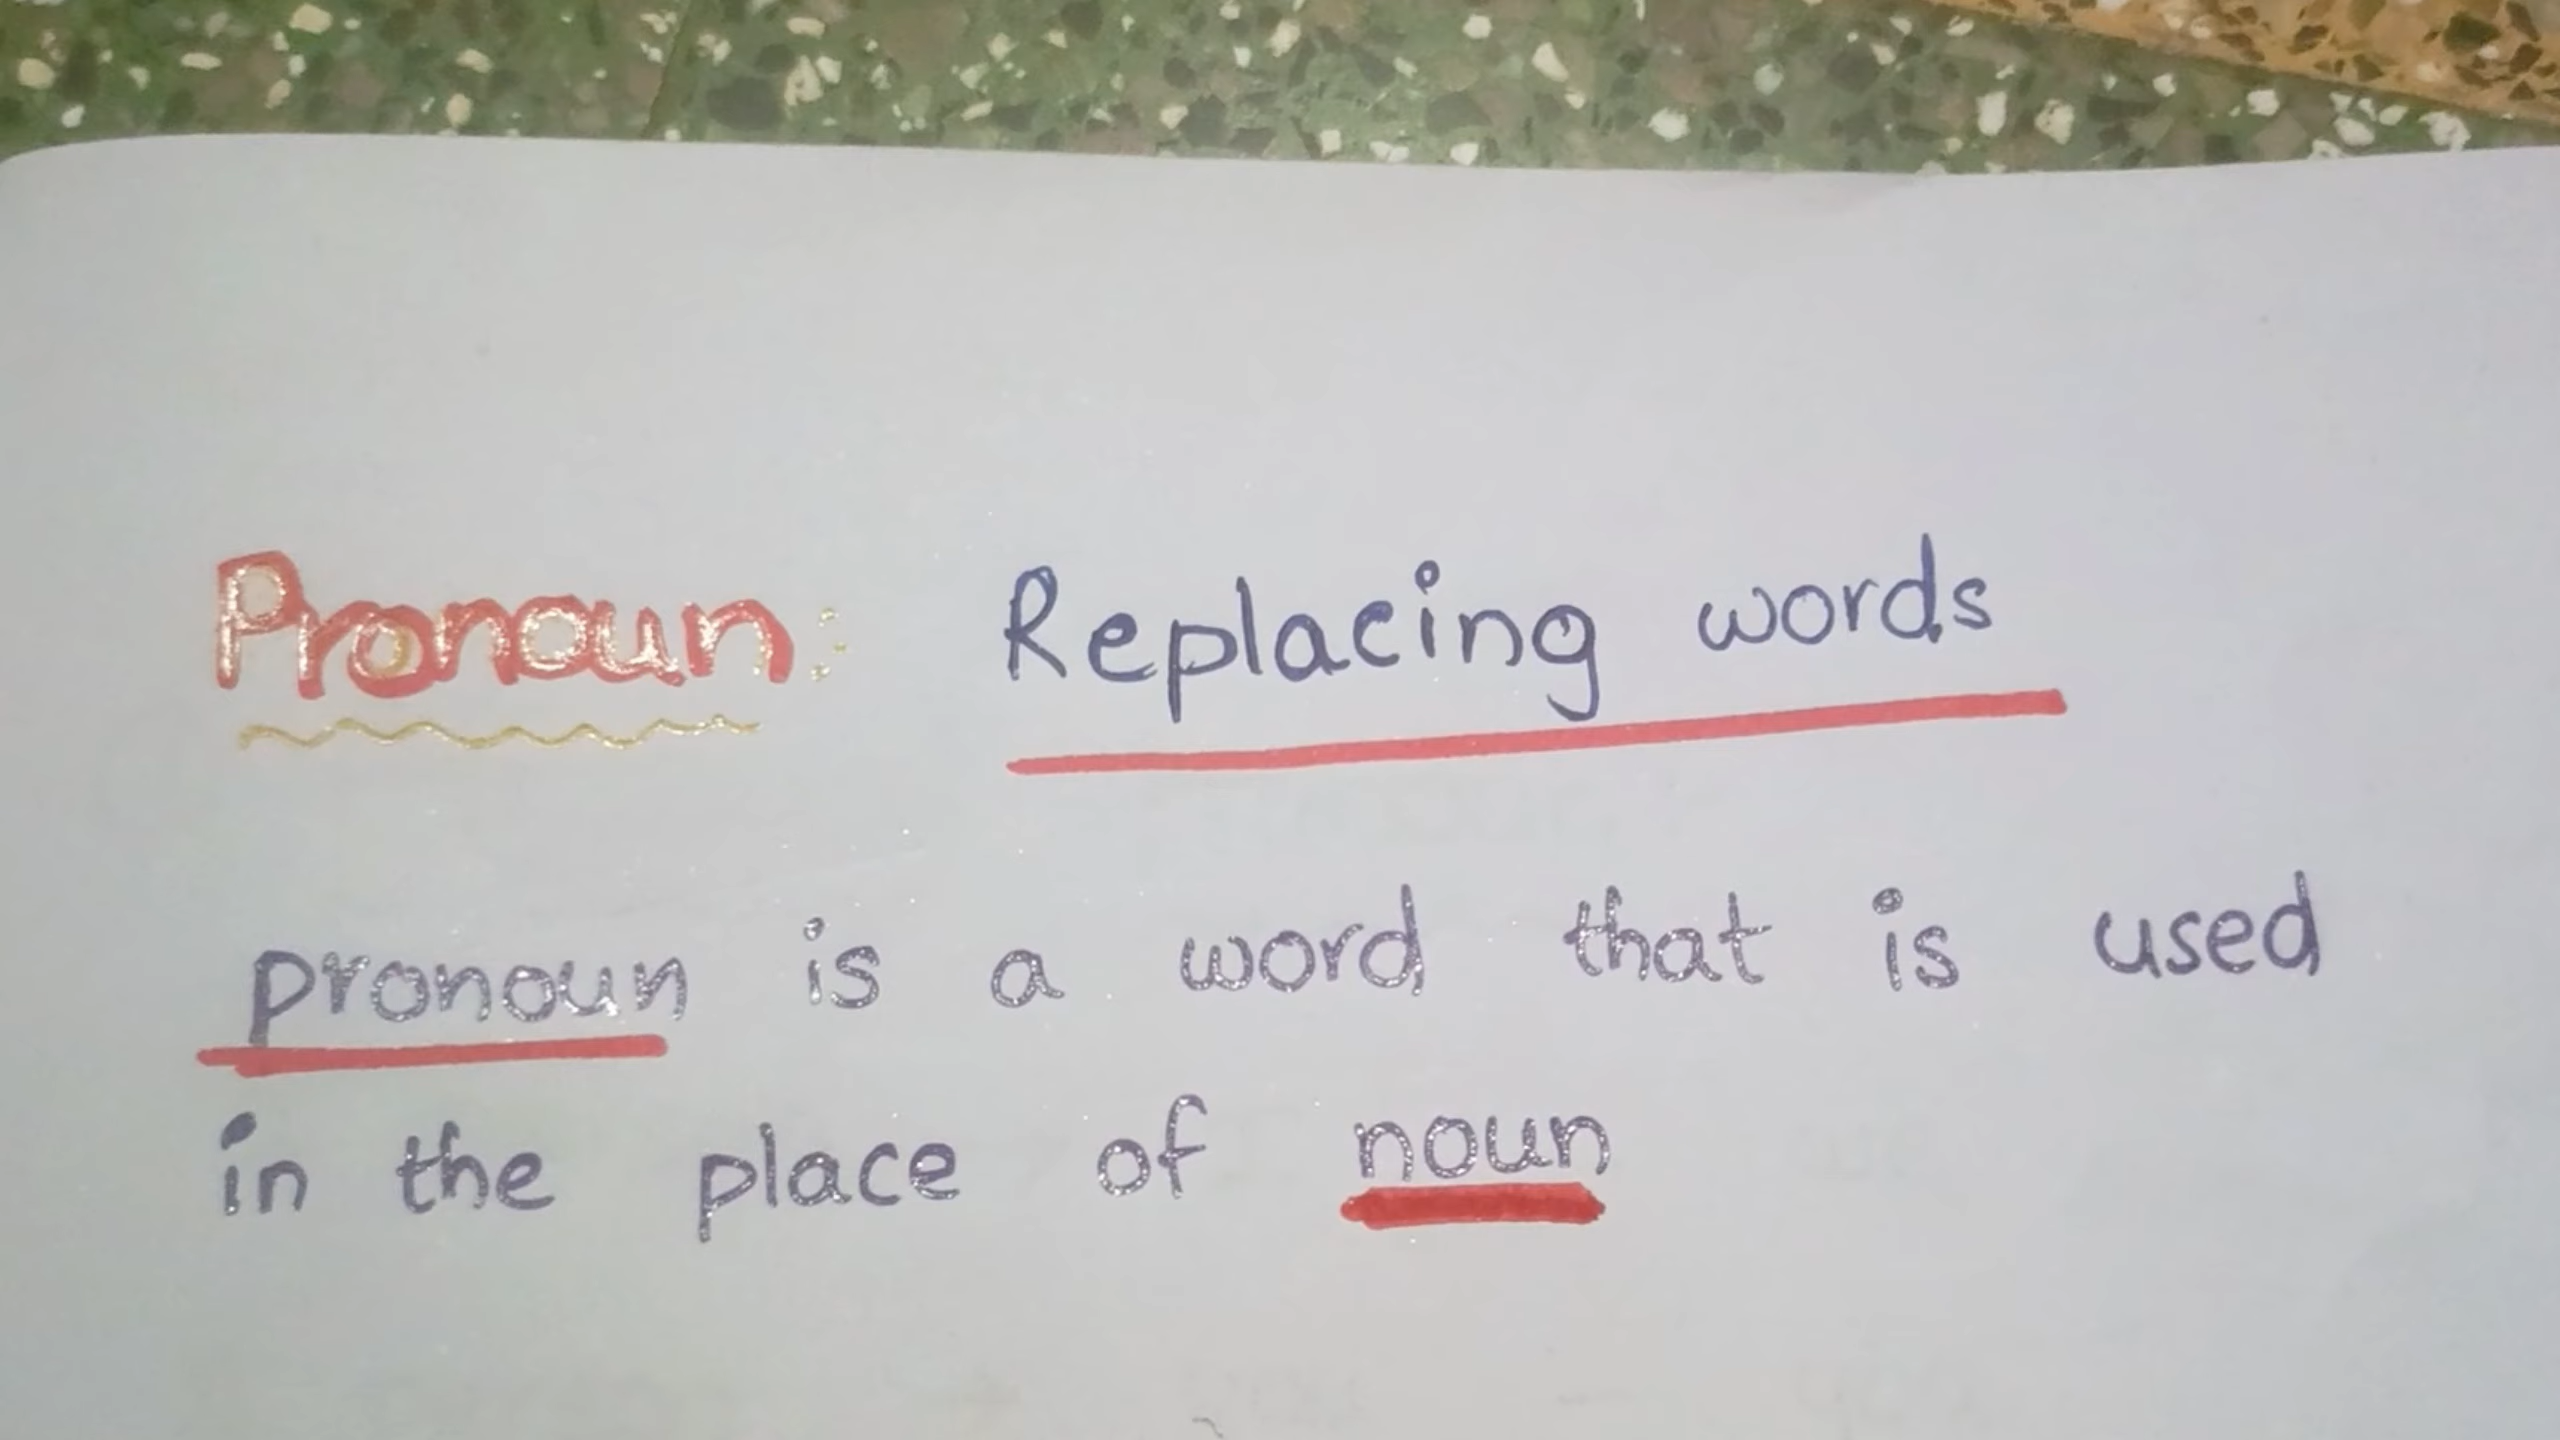 Pronoun: Replacing words
pronoun is a word that is used
in the place of noun